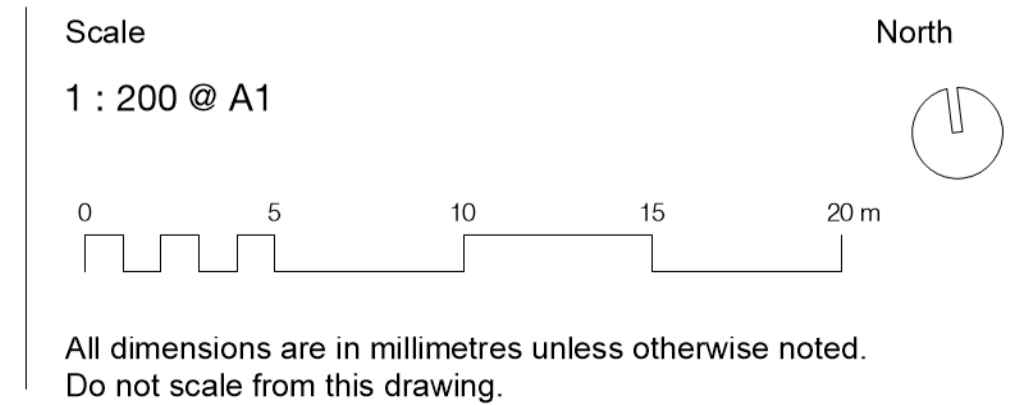 Scale
North
1 : 200 @ A1
0 5 10 15 20 m
All dimensions are in millimetres unless otherwise noted.
Do not scale from this drawing.